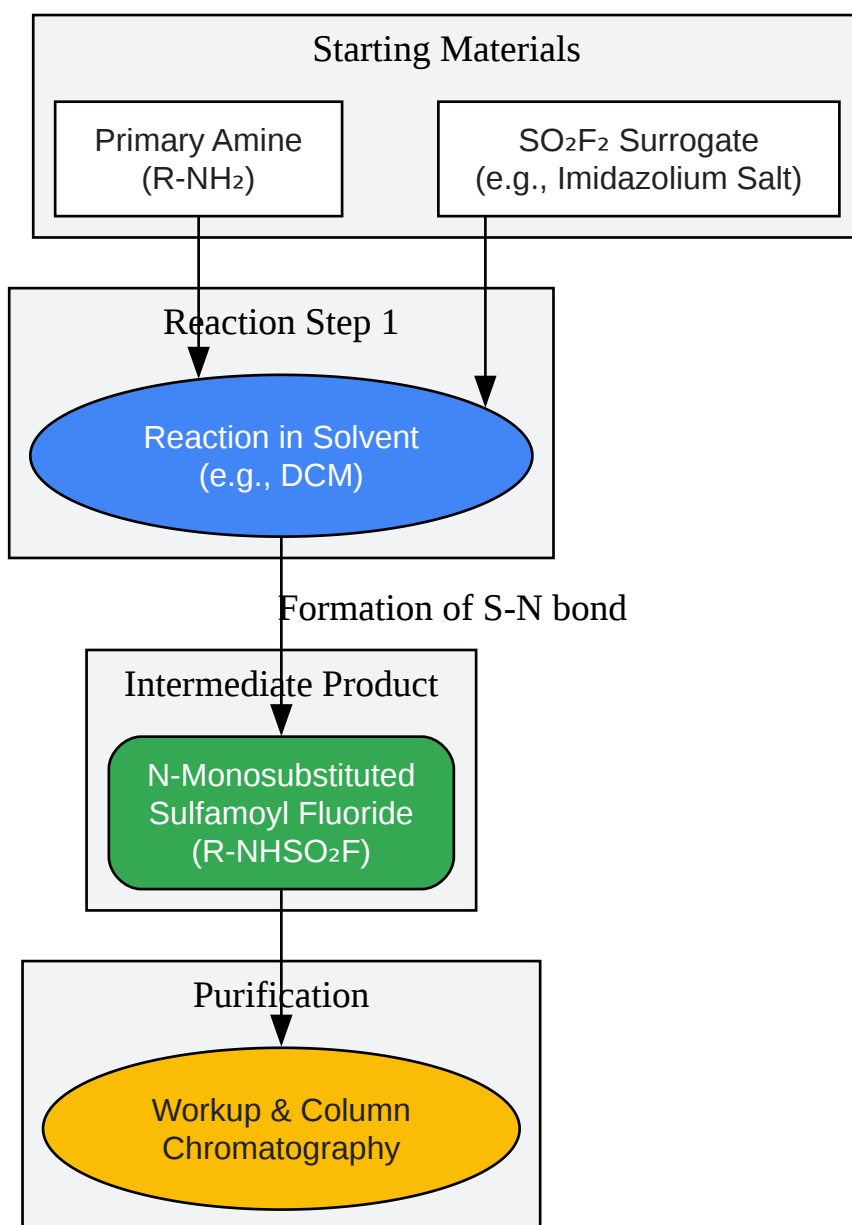 Starting Materials
Primary Amine
(R-NH₂)
SO₂F₂ Surrogate
(e.g., Imidazolium Salt)
Reaction Step 1
Reaction in Solvent
(e.g., DCM)
Formation of S-N bond
Intermediate Product
N-Monosubstituted
Sulfamoyl Fluoride
(R-NHSO₂F)
Purification
Workup & Column
Chromatography